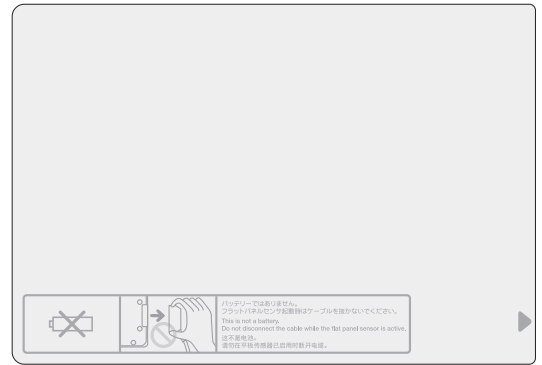 バッテリーではありません。
フラットパネルセンサ起動時はケーブルを抜かないでください。
This is not a battery.
Do not disconnect the cable while the flat panel sensor is active.
这不是电池。
请勿在平板传感器已启用时断开电缆。